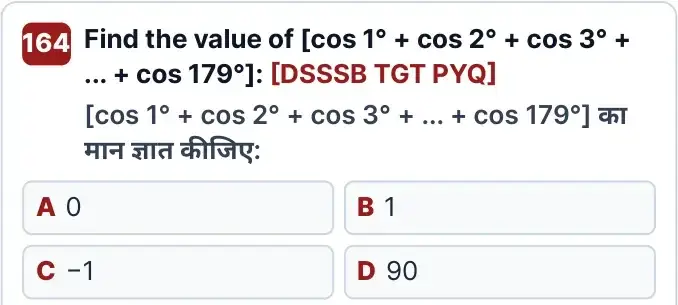 164 Find the value of [cos 1° + cos 2° + cos 3° +
... + cos 179°]: [DSSSB TGT PYQ]
[cos 1° + cos 2° + cos 3° + ... + cos 179°] का
मान ज्ञात कीजिए:
A 0
B 1
C −1
D 90